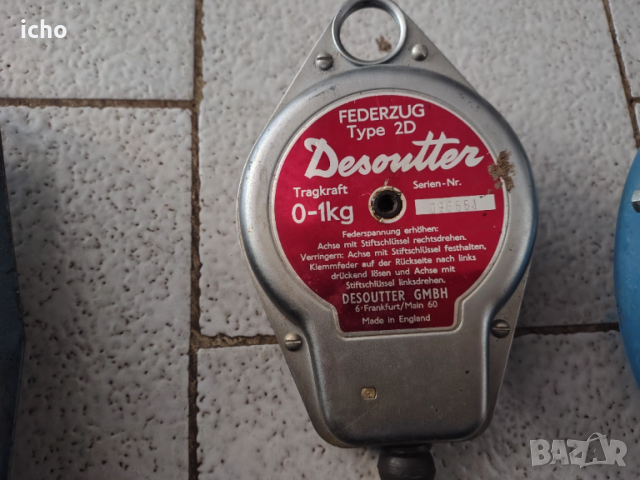 icho
FEDERZUG
Type 2D
Desoutter
Tragkraft
Serien-Nr.
0-1kg
Federspannung erhöhen:
Achse mit Stiftschlüssel rechtsdrehen.
Verringern: Achse mit Stiftschlüssel festhalten,
Klemmfeder auf der Rückseite nach links
drückend lösen und Achse mit
Stiftschlüssel linksdrehen.
DESOUTTER GMBH
6·Frankfurt/Main 60
Made in England
BAZAR